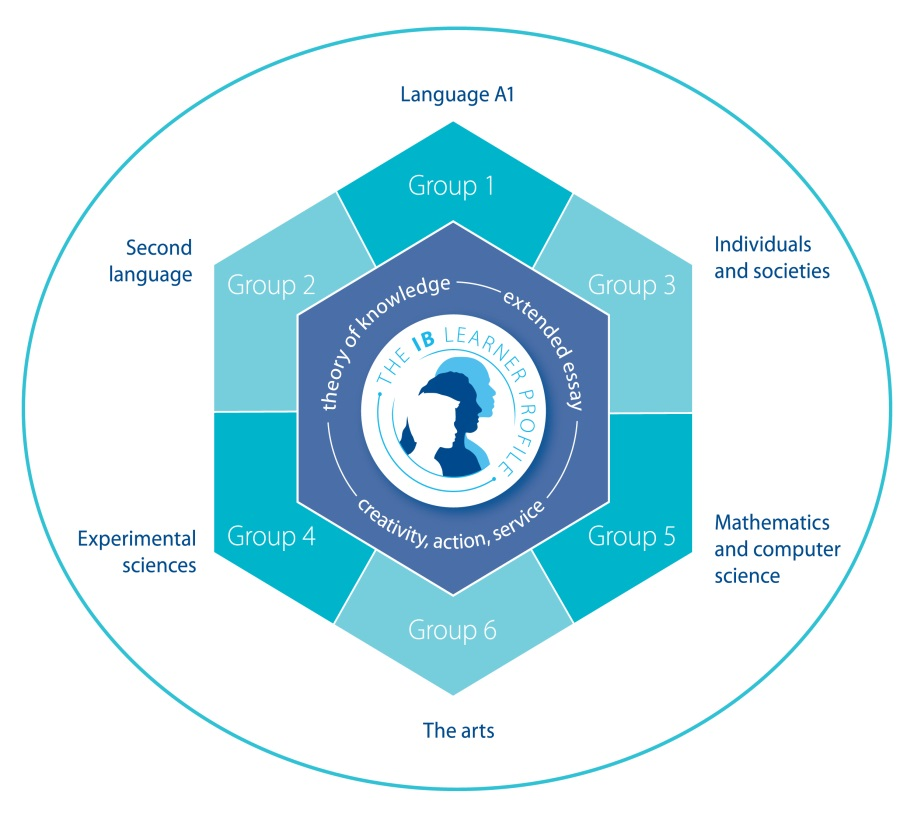 Language A1
Group 1
Second
language
Group 2
Individuals
and societies
Group 3
theory of knowledge
extended essay
THE IB LEARNER PROFILE
creativity, action, service
Experimental
sciences
Group 4
Mathematics
and computer
science
Group 5
Group 6
The arts